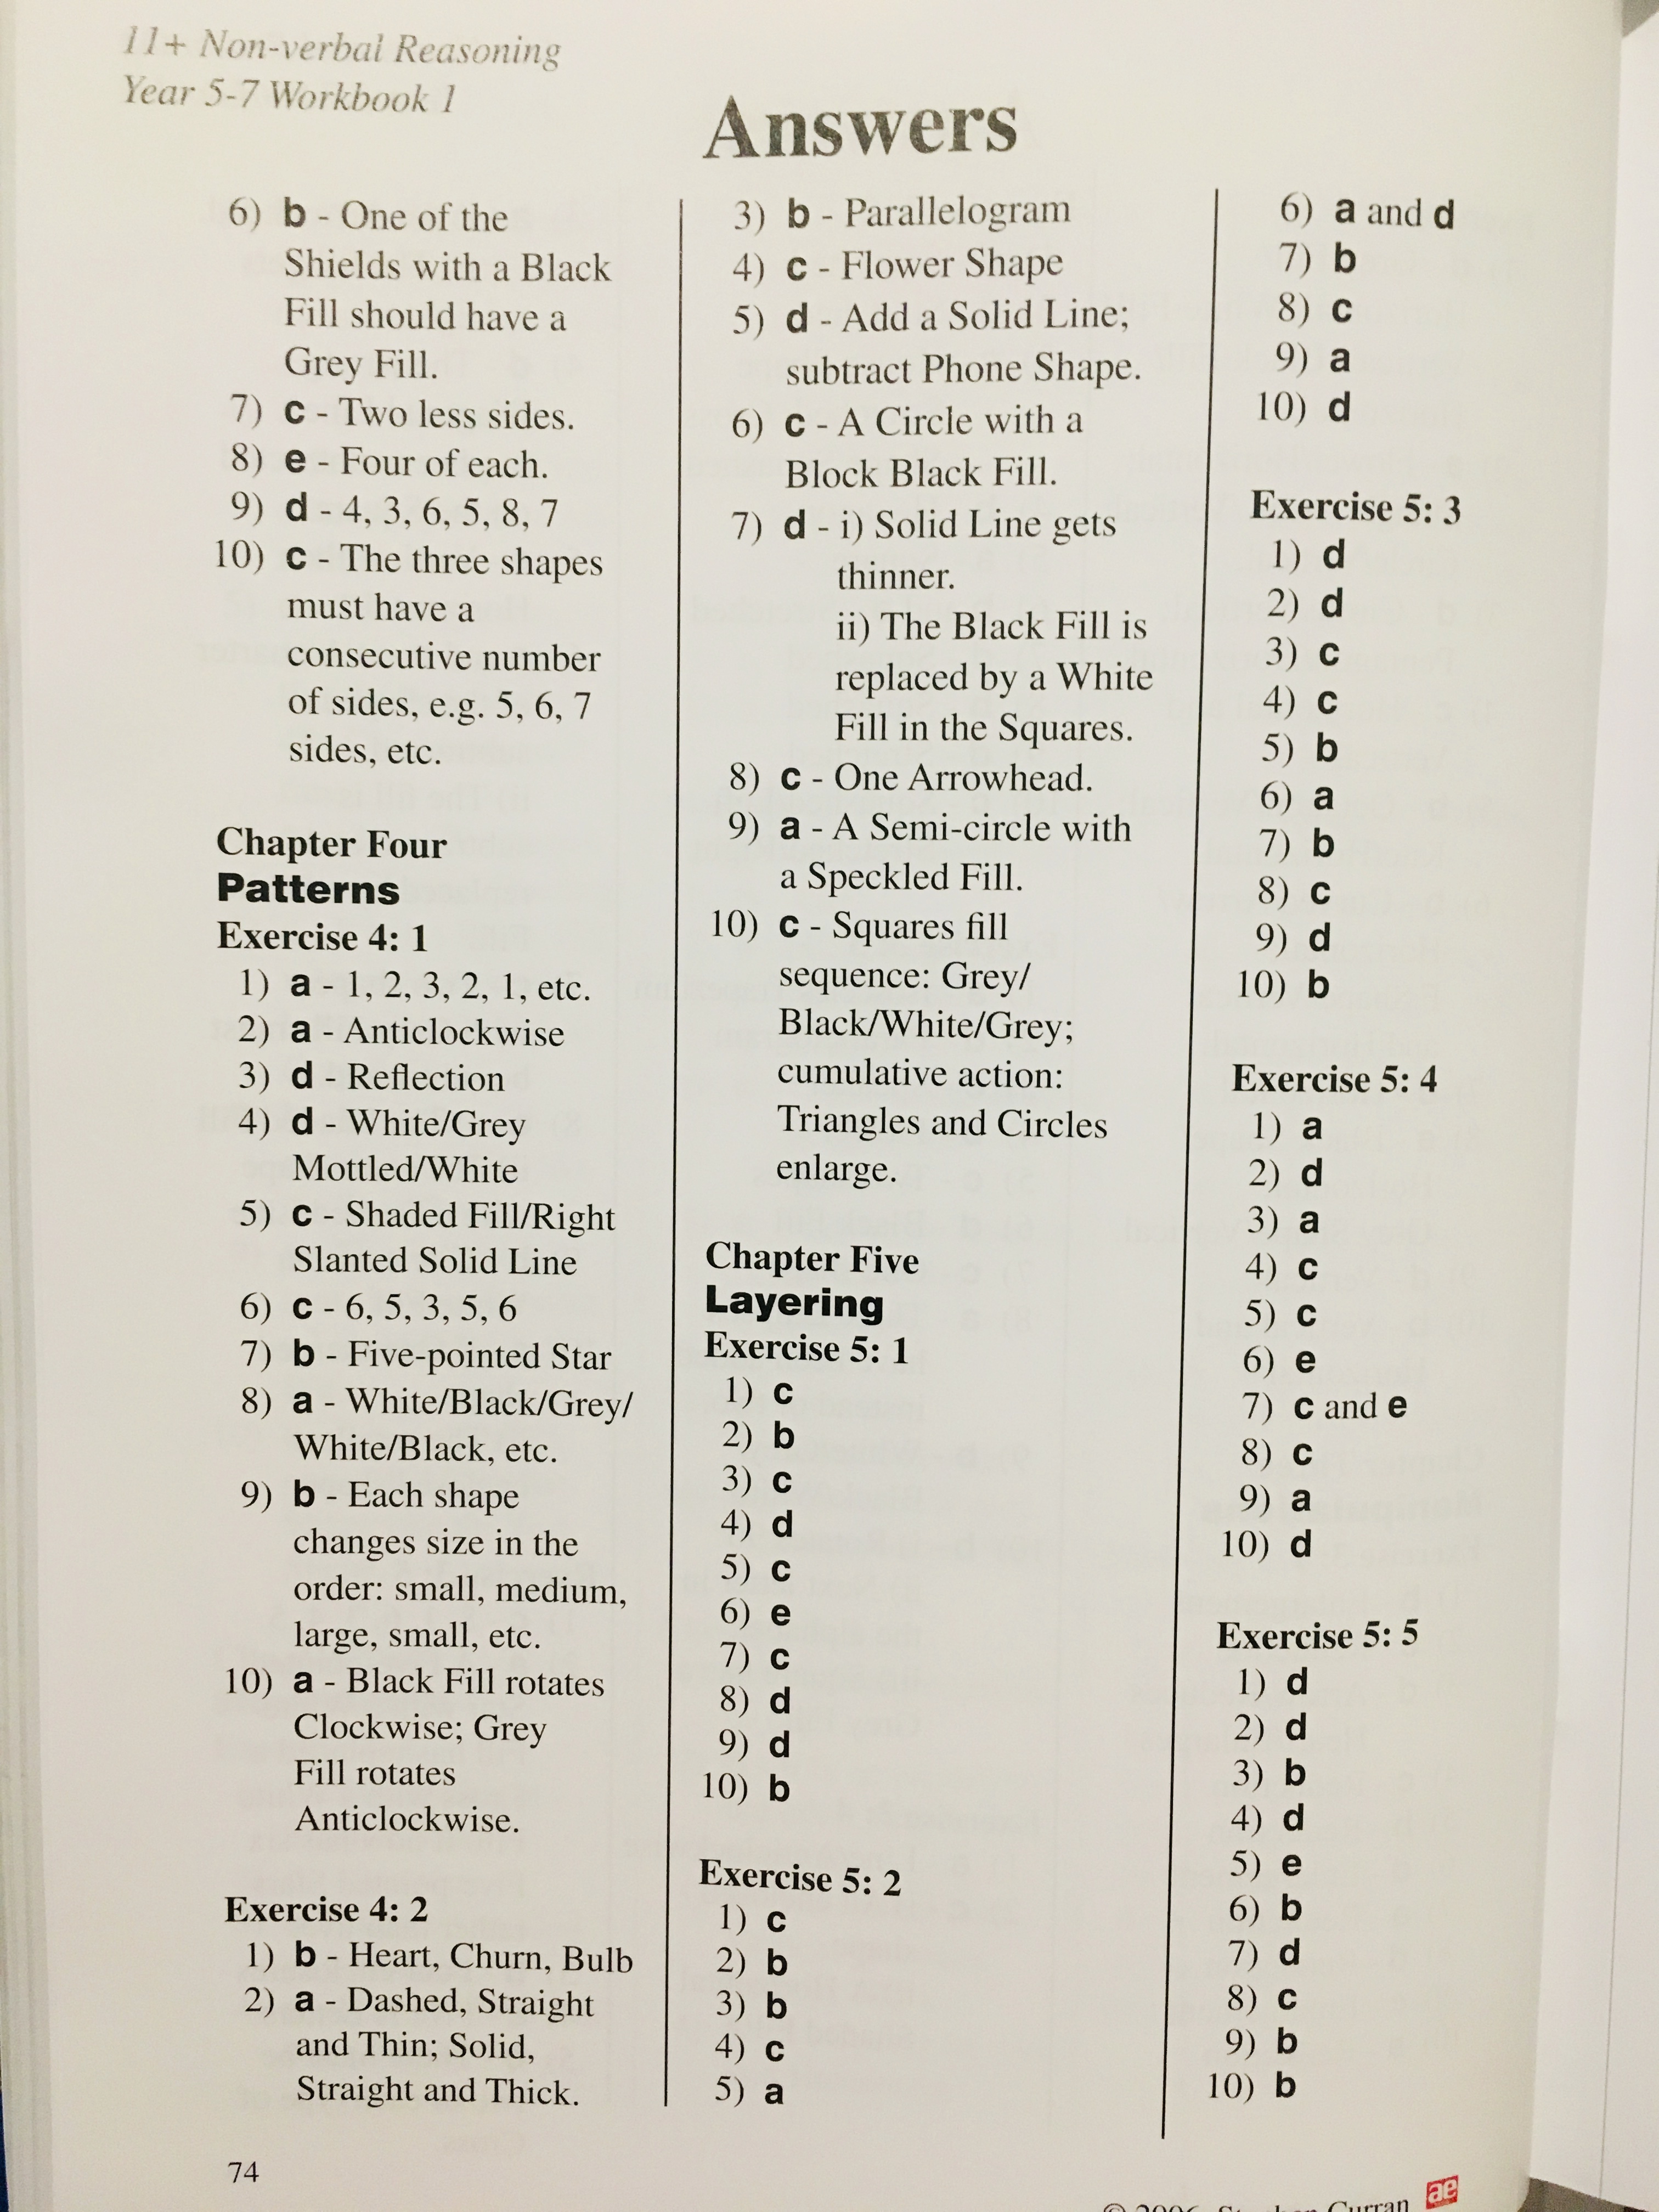 11+ Non-verbal Reasoning
Year 5-7 Workbook 1
Answers
6) b - One of the
Shields with a Black
Fill should have a
Grey Fill.
7) c - Two less sides.
8) e - Four of each.
9) d - 4, 3, 6, 5, 8, 7
10) c - The three shapes
must have a
consecutive number
of sides, e.g. 5, 6, 7
sides, etc.
Chapter Four
Patterns
Exercise 4: 1
1) a - 1, 2, 3, 2, 1, etc.
2) a - Anticlockwise
3) d - Reflection
4) d - White/Grey
Mottled/White
5) c - Shaded Fill/Right
Slanted Solid Line
6) c - 6, 5, 3, 5, 6
7) b - Five-pointed Star
8) a - White/Black/Grey/
White/Black, etc.
9) b - Each shape
changes size in the
order: small, medium,
large, small, etc.
10) a - Black Fill rotates
Clockwise; Grey
Fill rotates
Anticlockwise.
Exercise 4: 2
1) b - Heart, Churn, Bulb
2) a - Dashed, Straight
and Thin; Solid,
Straight and Thick.
3) b - Parallelogram
4) c - Flower Shape
5) d - Add a Solid Line;
subtract Phone Shape.
6) c - A Circle with a
Block Black Fill.
7) d - i) Solid Line gets
thinner.
ii) The Black Fill is
replaced by a White
Fill in the Squares.
8) c - One Arrowhead.
9) a - A Semi-circle with
a Speckled Fill.
10) c - Squares fill
sequence: Grey/
Black/White/Grey;
cumulative action:
Triangles and Circles
enlarge.
Chapter Five
Layering
Exercise 5: 1
1) c
2) b
3) c
4) d
5) c
6) e
7) c
8) d
9) d
10) b
Exercise 5: 2
1) c
2) b
3) b
4) c
5) a
6) a and d
7) b
8) c
9) a
10) d
Exercise 5: 3
1) d
2) d
3) c
4) c
5) b
6) a
7) b
8) c
9) d
10) b
Exercise 5: 4
1) a
2) d
3) a
4) c
5) c
6) e
7) c and e
8) c
9) a
10) d
Exercise 5: 5
1) d
2) d
3) b
4) d
5) e
6) b
7) d
8) c
9) b
10) b
74
© 2006 Stephen Curran
ae